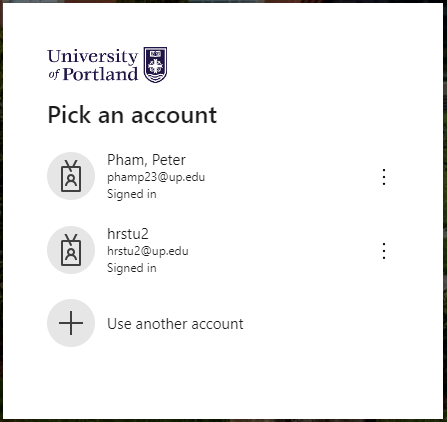 University
of Portland
Pick an account
Pham, Peter
phamp23@up.edu
Signed in
hrstu2
hrstu2@up.edu
Signed in
Use another account